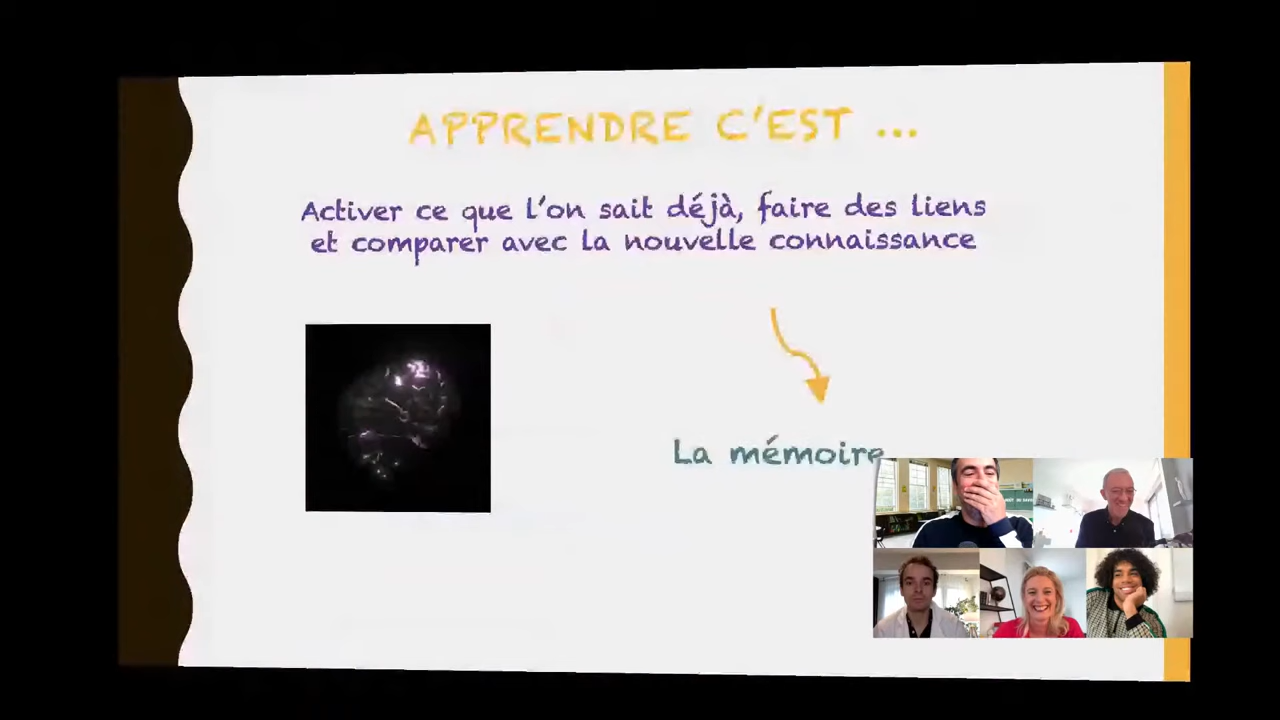 APPRENDRE C'EST ...
Activer ce que l'on sait déjà, faire des liens
et comparer avec la nouvelle connaissance
La mémoire